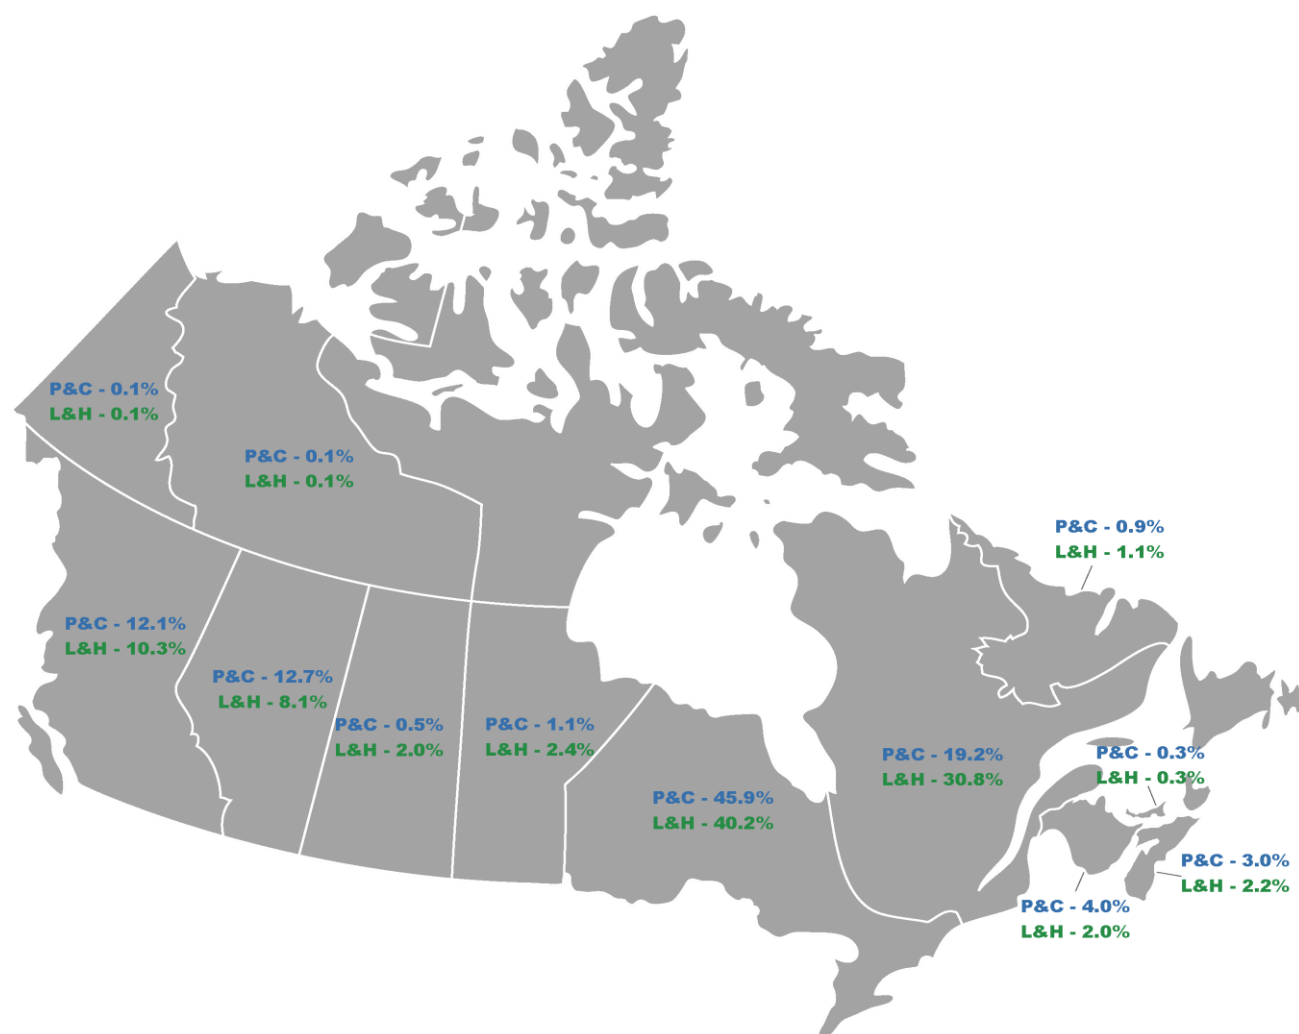 P&C - 0.1%
L&H - 0.1%
P&C - 0.1%
L&H - 0.1%
P&C - 0.9%
L&H - 1.1%
P&C - 12.1%
L&H - 10.3%
P&C - 12.7%
L&H - 8.1%
P&C - 0.5%
L&H - 2.0%
P&C - 1.1%
L&H - 2.4%
P&C - 45.9%
L&H - 40.2%
P&C - 19.2%
L&H - 30.8%
P&C - 0.3%
L&H - 0.3%
P&C - 3.0%
L&H - 2.2%
P&C - 4.0%
L&H - 2.0%